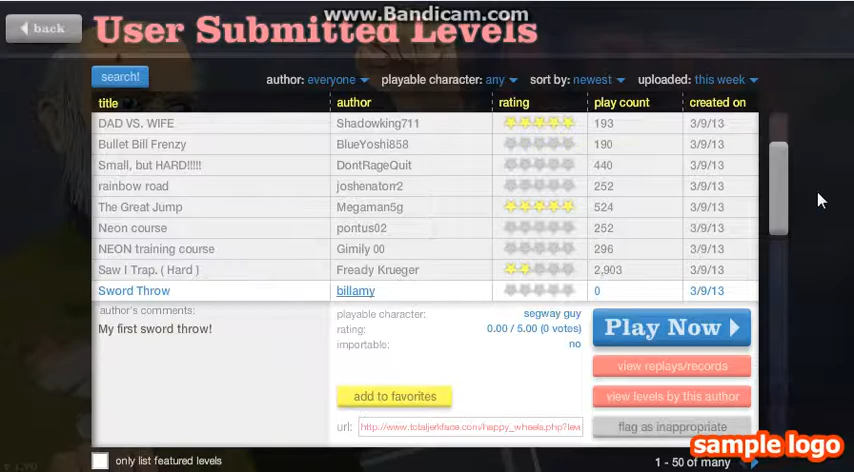 www.Bandicam.com
back
User Submitted Levels
search!
author: everyone playable character: any sort by: newest uploaded: this week
title author rating play count created on
DAD VS. WIFE Shadowking711 193 3/9/13
Bullet Bill Frenzy BlueYoshi858 190 3/9/13
Small, but HARD!!!!! DontRageQuit 440 3/9/13
rainbow road joshenatorr2 252 3/9/13
The Great Jump Megaman5g 524 3/9/13
Neon course pontus02 252 3/9/13
NEON training course Gimily 00 296 3/9/13
Saw I Trap. ( Hard ) Fready Krueger 2,903 3/9/13
Sword Throw billamy 0 3/9/13
author's comments:
My first sword throw!
playable character: segway guy
rating: 0.00 / 5.00 (0 votes)
importable: no
add to favorites
url: http://www.totaljerkface.com/happy_wheels.php?lev
Play Now
view replays/records
view levels by this author
flag as inappropriate
sample logo
only list featured levels
1 - 50 of many